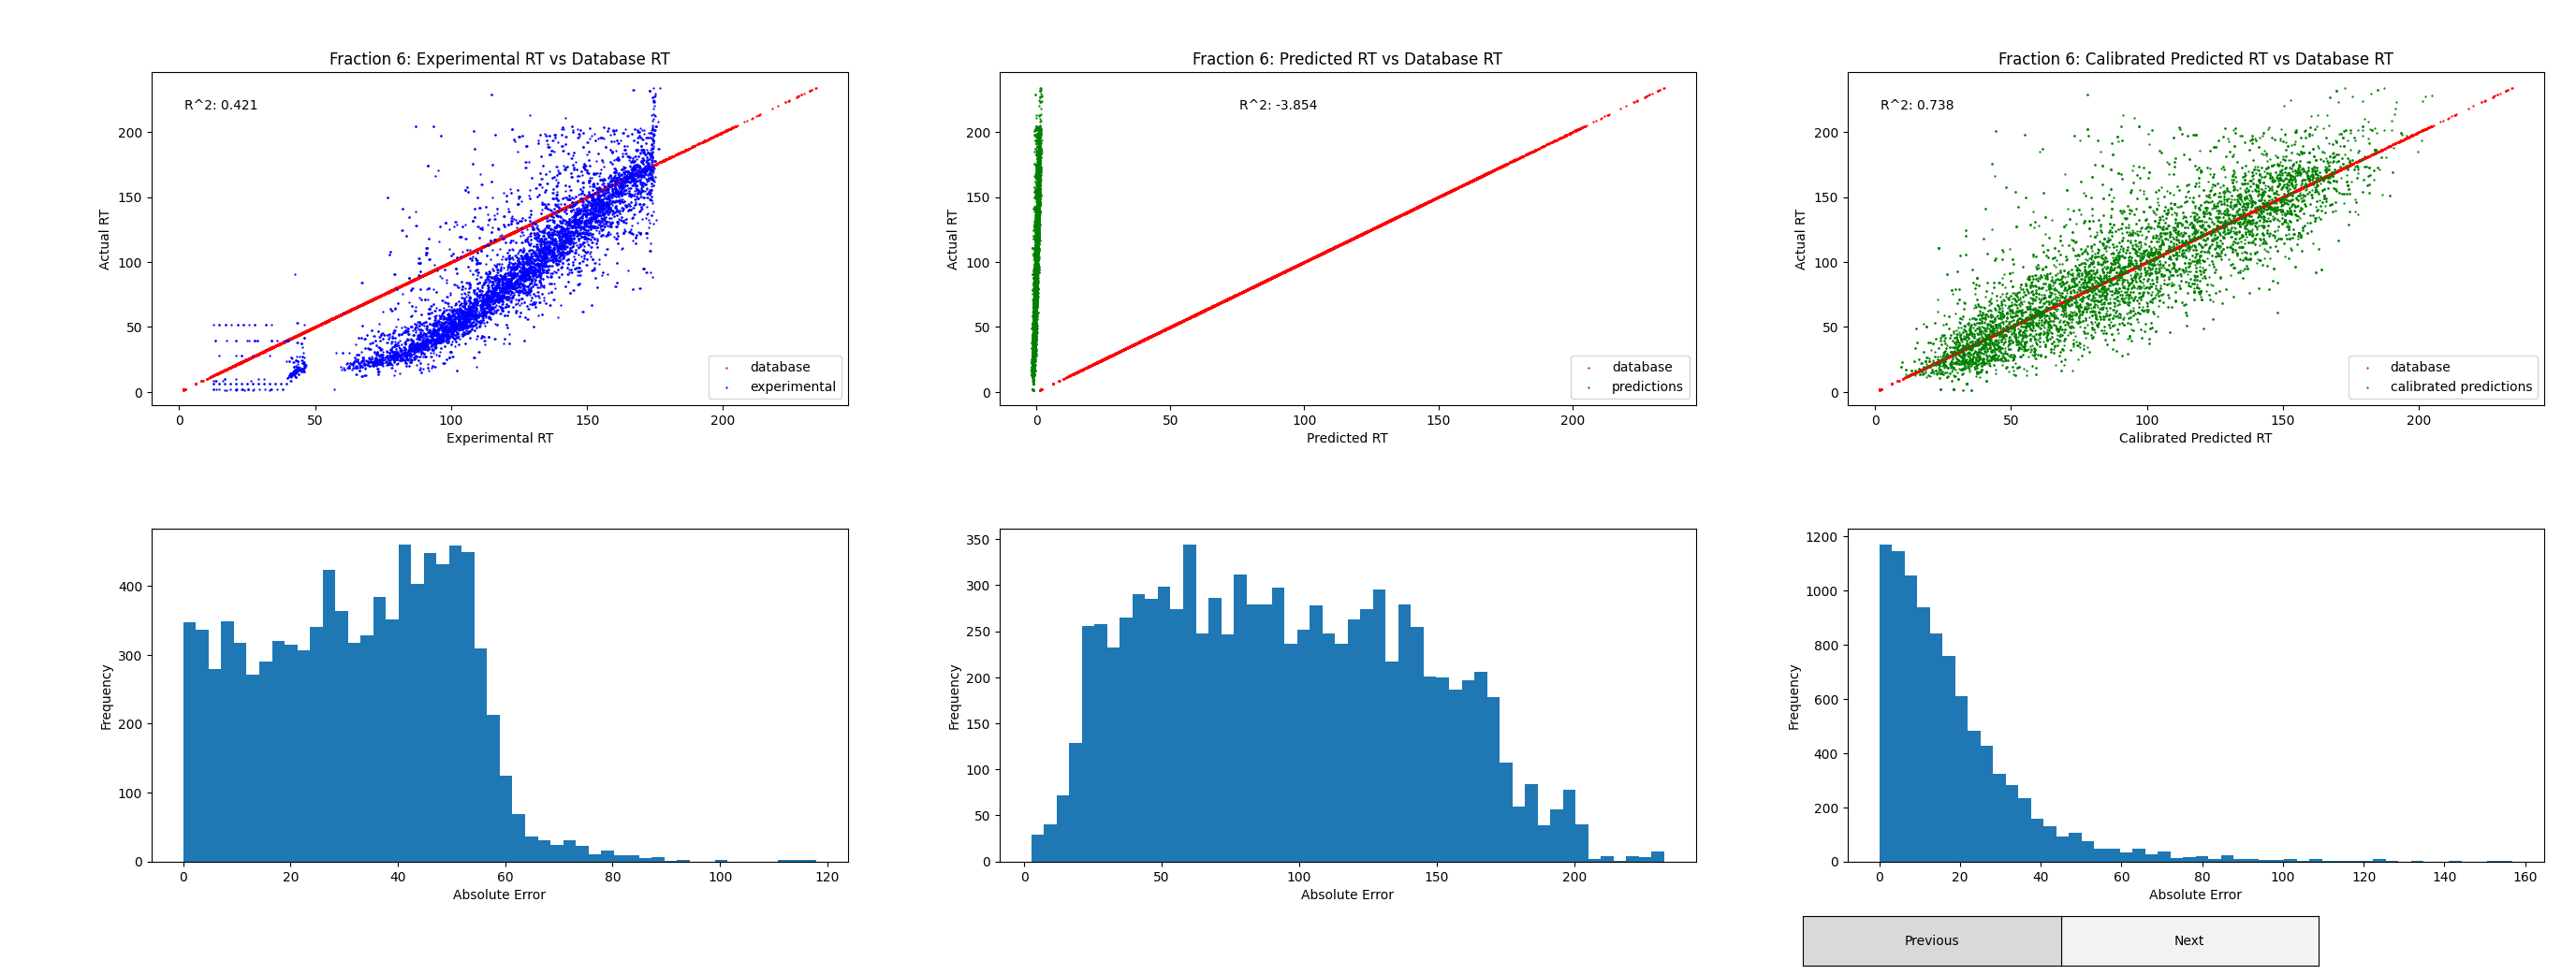 Fraction 6: Experimental RT vs Database RT
R^2: 0.421
Actual RT
200
150
100
50
0
0 50 100 150 200
Experimental RT
database
experimental
Fraction 6: Predicted RT vs Database RT
R^2: -3.854
Actual RT
200
150
100
50
0
0 50 100 150 200
Predicted RT
database
predictions
Fraction 6: Calibrated Predicted RT vs Database RT
R^2: 0.738
Actual RT
200
150
100
50
0
0 50 100 150 200
Calibrated Predicted RT
database
calibrated predictions
Frequency
400
300
200
100
0
0 20 40 60 80 100 120
Absolute Error
Frequency
350
300
250
200
150
100
50
0
0 50 100 150 200
Absolute Error
Frequency
1200
1000
800
600
400
200
0
0 20 40 60 80 100 120 140 160
Absolute Error
Previous
Next